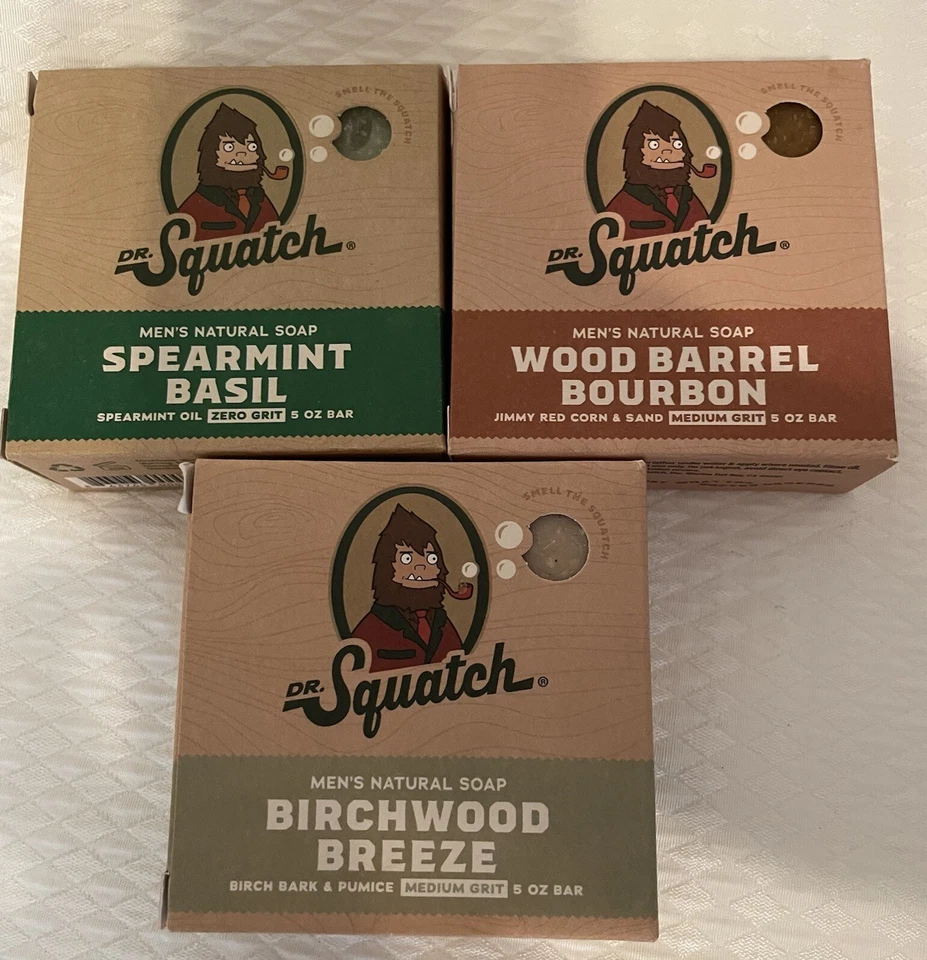 SMELL THE SQUATCH
DR. Squatch®
MEN'S NATURAL SOAP
SPEARMINT
BASIL
SPEARMINT OIL ZERO GRIT 5 OZ BAR
SMELL THE SQUATCH
DR. Squatch®
MEN'S NATURAL SOAP
WOOD BARREL
BOURBON
JIMMY RED CORN & SAND MEDIUM GRIT 5 OZ BAR
SMELL THE SQUATCH
DR. Squatch®
MEN'S NATURAL SOAP
BIRCHWOOD
BREEZE
BIRCH BARK & PUMICE MEDIUM GRIT 5 OZ BAR